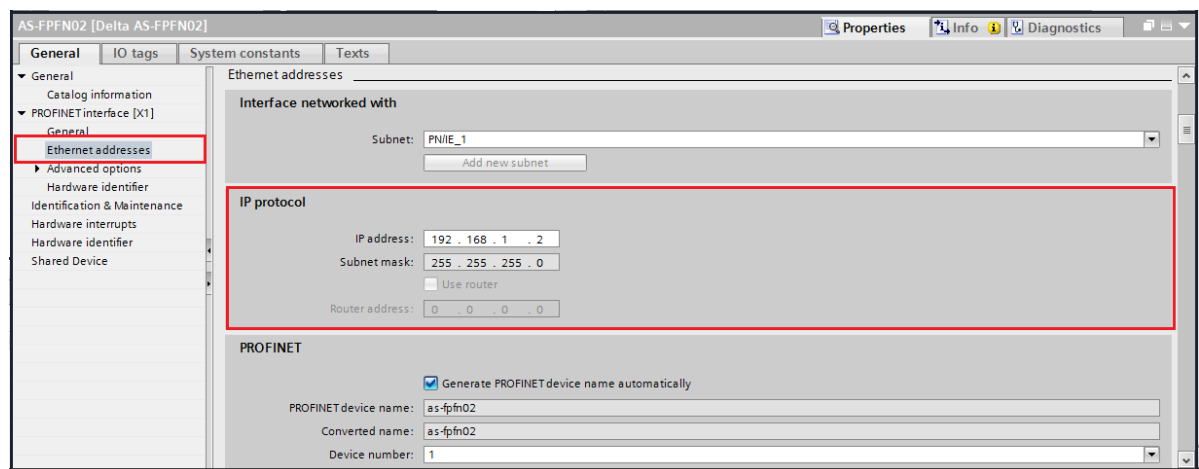 AS-FPFN02 [Delta AS-FPFN02]
Properties
Info
Diagnostics
General
IO tags
System constants
Texts
General
Catalog information
PROFINET interface [X1]
General
Ethernet addresses
Advanced options
Hardware identifier
Identification & Maintenance
Hardware interrupts
Hardware identifier
Shared Device
Ethernet addresses
Interface networked with
Subnet: PN/IE_1
Add new subnet
IP protocol
IP address: 192 . 168 . 1 . 2
Subnet mask: 255 . 255 . 255 . 0
Use router
Router address: 0 . 0 . 0 . 0
PROFINET
Generate PROFINET device name automatically
PROFINET device name: as-fpfn02
Converted name: as-fpfn02
Device number: 1